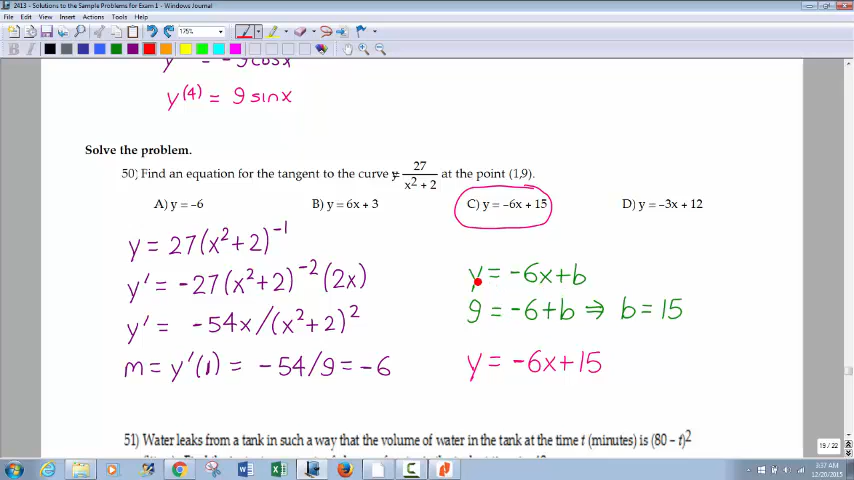 2413 - Solutions to the Sample Problems for Exam 1 - Windows Journal
File Edit View Insert Actions Tools Help
175%
B I
y = -9cosx
y⁽⁴⁾ = 9 sinx
Solve the problem.
50) Find an equation for the tangent to the curve y = 27/(x² + 2) at the point (1,9).
A) y = -6 B) y = 6x + 3 C) y = -6x + 15 D) y = -3x + 12
y = 27(x²+2)⁻¹
y' = -27(x²+2)⁻²(2x)
y = -6x+b
y' = -54x/(x²+2)²
9 = -6+b ⇒ b = 15
m = y'(1) = -54/9 = -6
y = -6x+15
51) Water leaks from a tank in such a way that the volume of water in the tank at the time t (minutes) is (80 - t)²
19 / 22
3:37 AM
12/20/2015